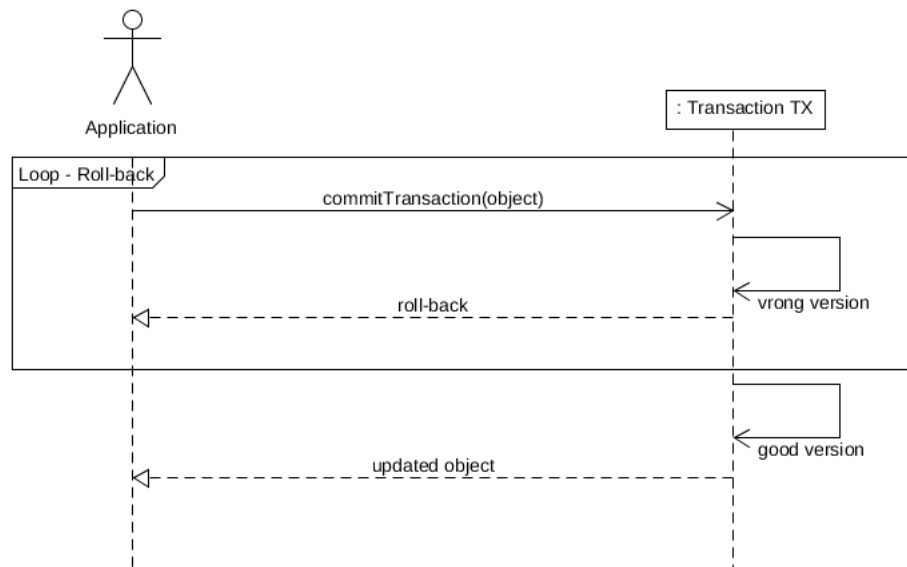 Application
: Transaction TX
Loop - Roll-back
commitTransaction(object)
vrong version
roll-back
good version
updated object